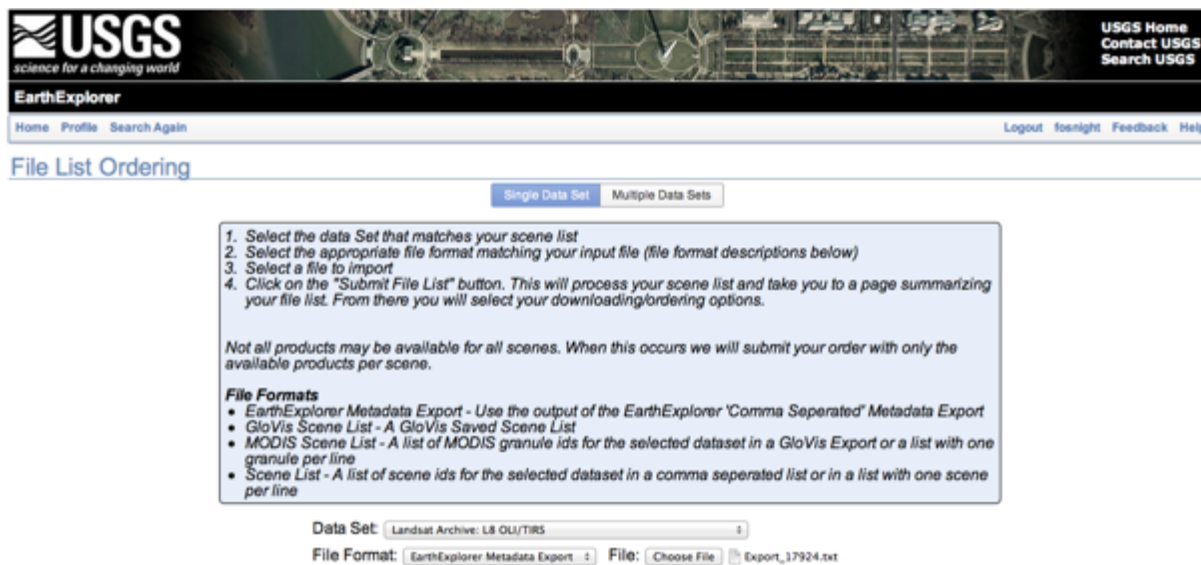 USGS
science for a changing world
USGS Home
Contact USGS
Search USGS
EarthExplorer
Home Profile Search Again
Logout fosnight Feedback Help
File List Ordering
Single Data Set Multiple Data Sets
1. Select the data Set that matches your scene list
2. Select the appropriate file format matching your input file (file format descriptions below)
3. Select a file to import
4. Click on the "Submit File List" button. This will process your scene list and take you to a page summarizing
your file list. From there you will select your downloading/ordering options.
Not all products may be available for all scenes. When this occurs we will submit your order with only the
available products per scene.
File Formats
• EarthExplorer Metadata Export - Use the output of the EarthExplorer 'Comma Seperated' Metadata Export
• GloVis Scene List - A GloVis Saved Scene List
• MODIS Scene List - A list of MODIS granule ids for the selected dataset in a GloVis Export or a list with one
granule per line
• Scene List - A list of scene ids for the selected dataset in a comma seperated list or in a list with one scene
per line
Data Set: Landsat Archive: L8 OLI/TIRS
File Format: EarthExplorer Metadata Export File: Choose File Export_17924.txt